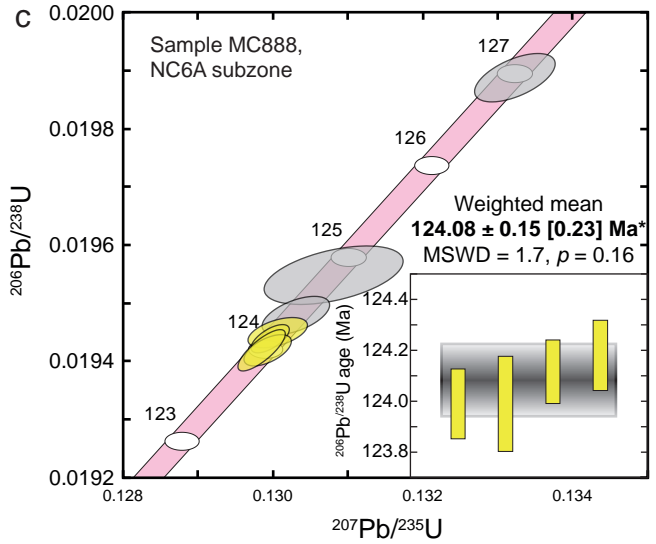 C
Sample MC888,
NC6A subzone
0.0200
0.0198
0.0196
0.0194
0.0192
206Pb/238U
127
126
125
124
123
Weighted mean
124.08 ± 0.15 [0.23] Ma*
MSWD = 1.7, p = 0.16
124.4
124.2
124.0
123.8
206Pb/238U age (Ma)
0.128
0.130
0.132
0.134
207Pb/235U